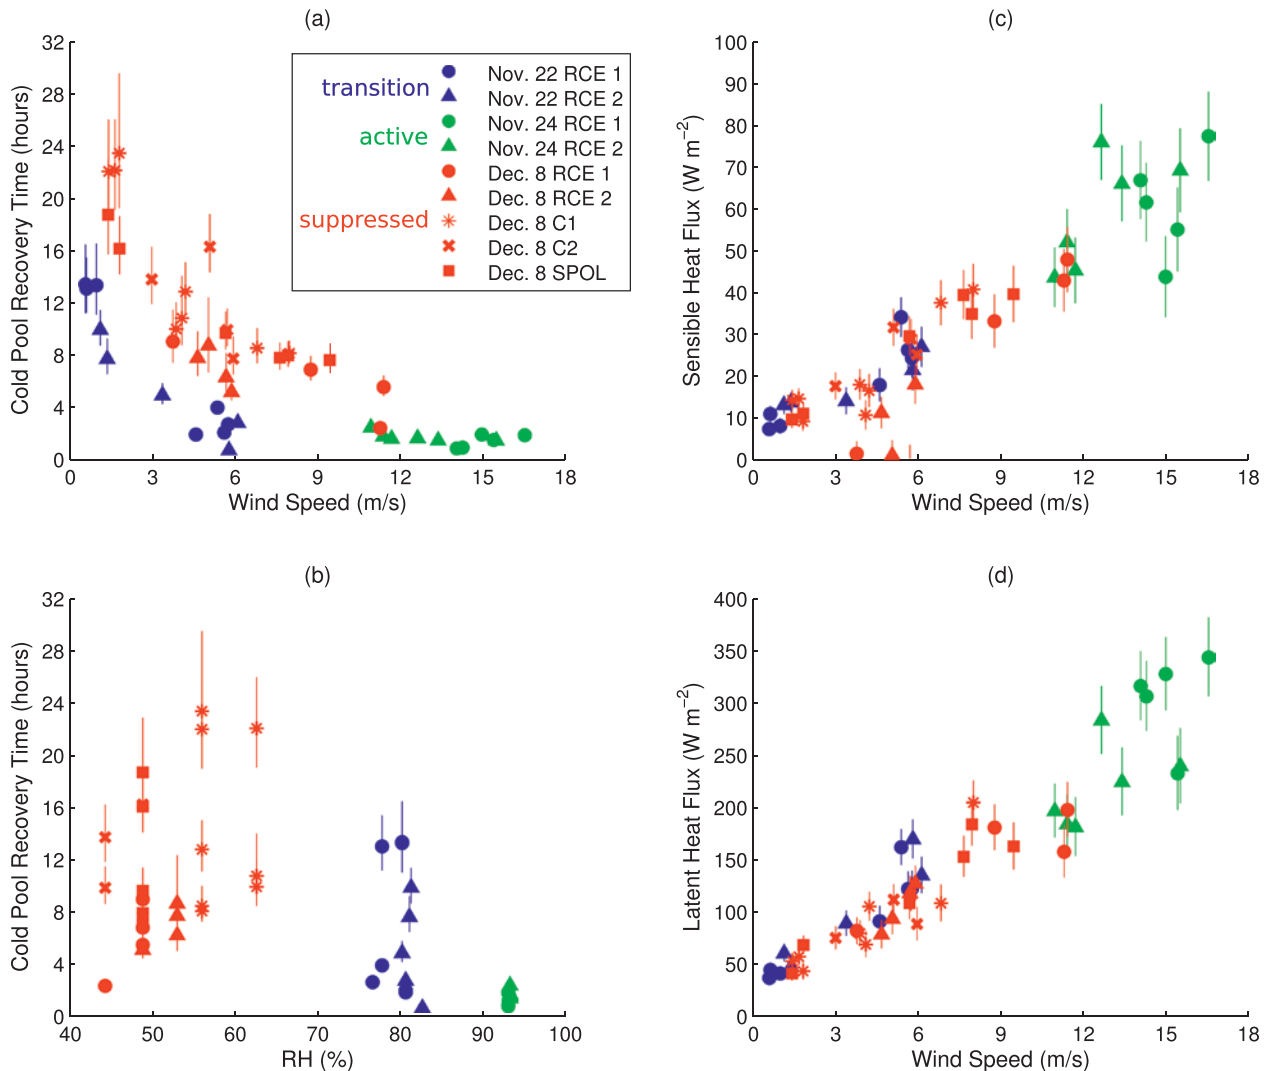 (a)
Cold Pool Recovery Time (hours)
32
28
24
20
16
12
8
4
0
0 3 6 9 12 15 18
Wind Speed (m/s)
transition
active
suppressed
Nov. 22 RCE 1
Nov. 22 RCE 2
Nov. 24 RCE 1
Nov. 24 RCE 2
Dec. 8 RCE 1
Dec. 8 RCE 2
Dec. 8 C1
Dec. 8 C2
Dec. 8 SPOL
(c)
Sensible Heat Flux (W m⁻²)
100
90
80
70
60
50
40
30
20
10
0
0 3 6 9 12 15 18
Wind Speed (m/s)
(b)
Cold Pool Recovery Time (hours)
32
28
24
20
16
12
8
4
0
40 50 60 70 80 90 100
RH (%)
(d)
Latent Heat Flux (W m⁻²)
400
350
300
250
200
150
100
50
0
0 3 6 9 12 15 18
Wind Speed (m/s)